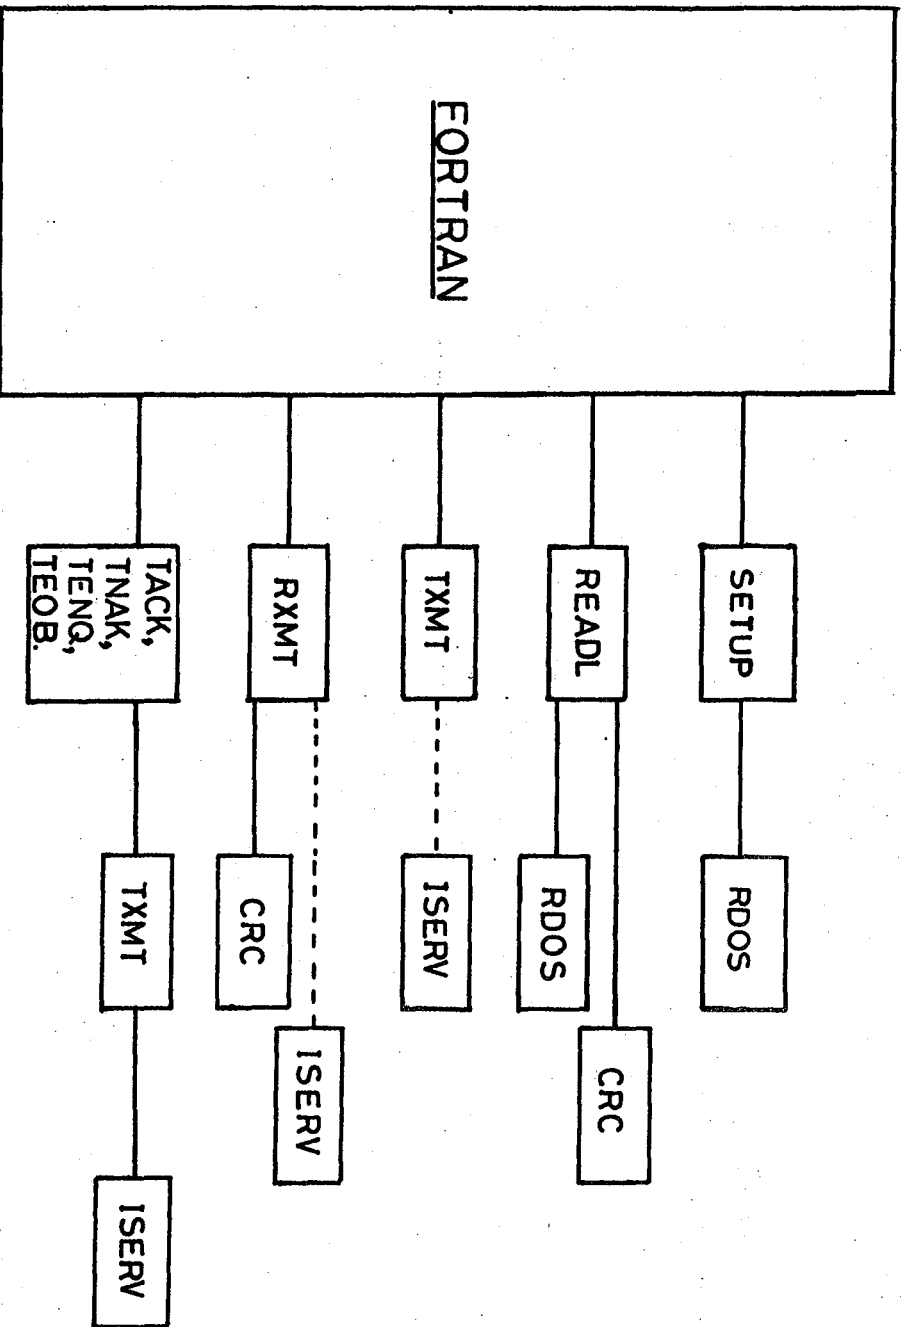 FORTRAN
SETUP
READL
TXMT
RXMT
TACK,
TNAK,
TENQ,
TEOB.
RDOS
RDOS
ISERV
CRC
TXMT
CRC
ISERV
ISERV